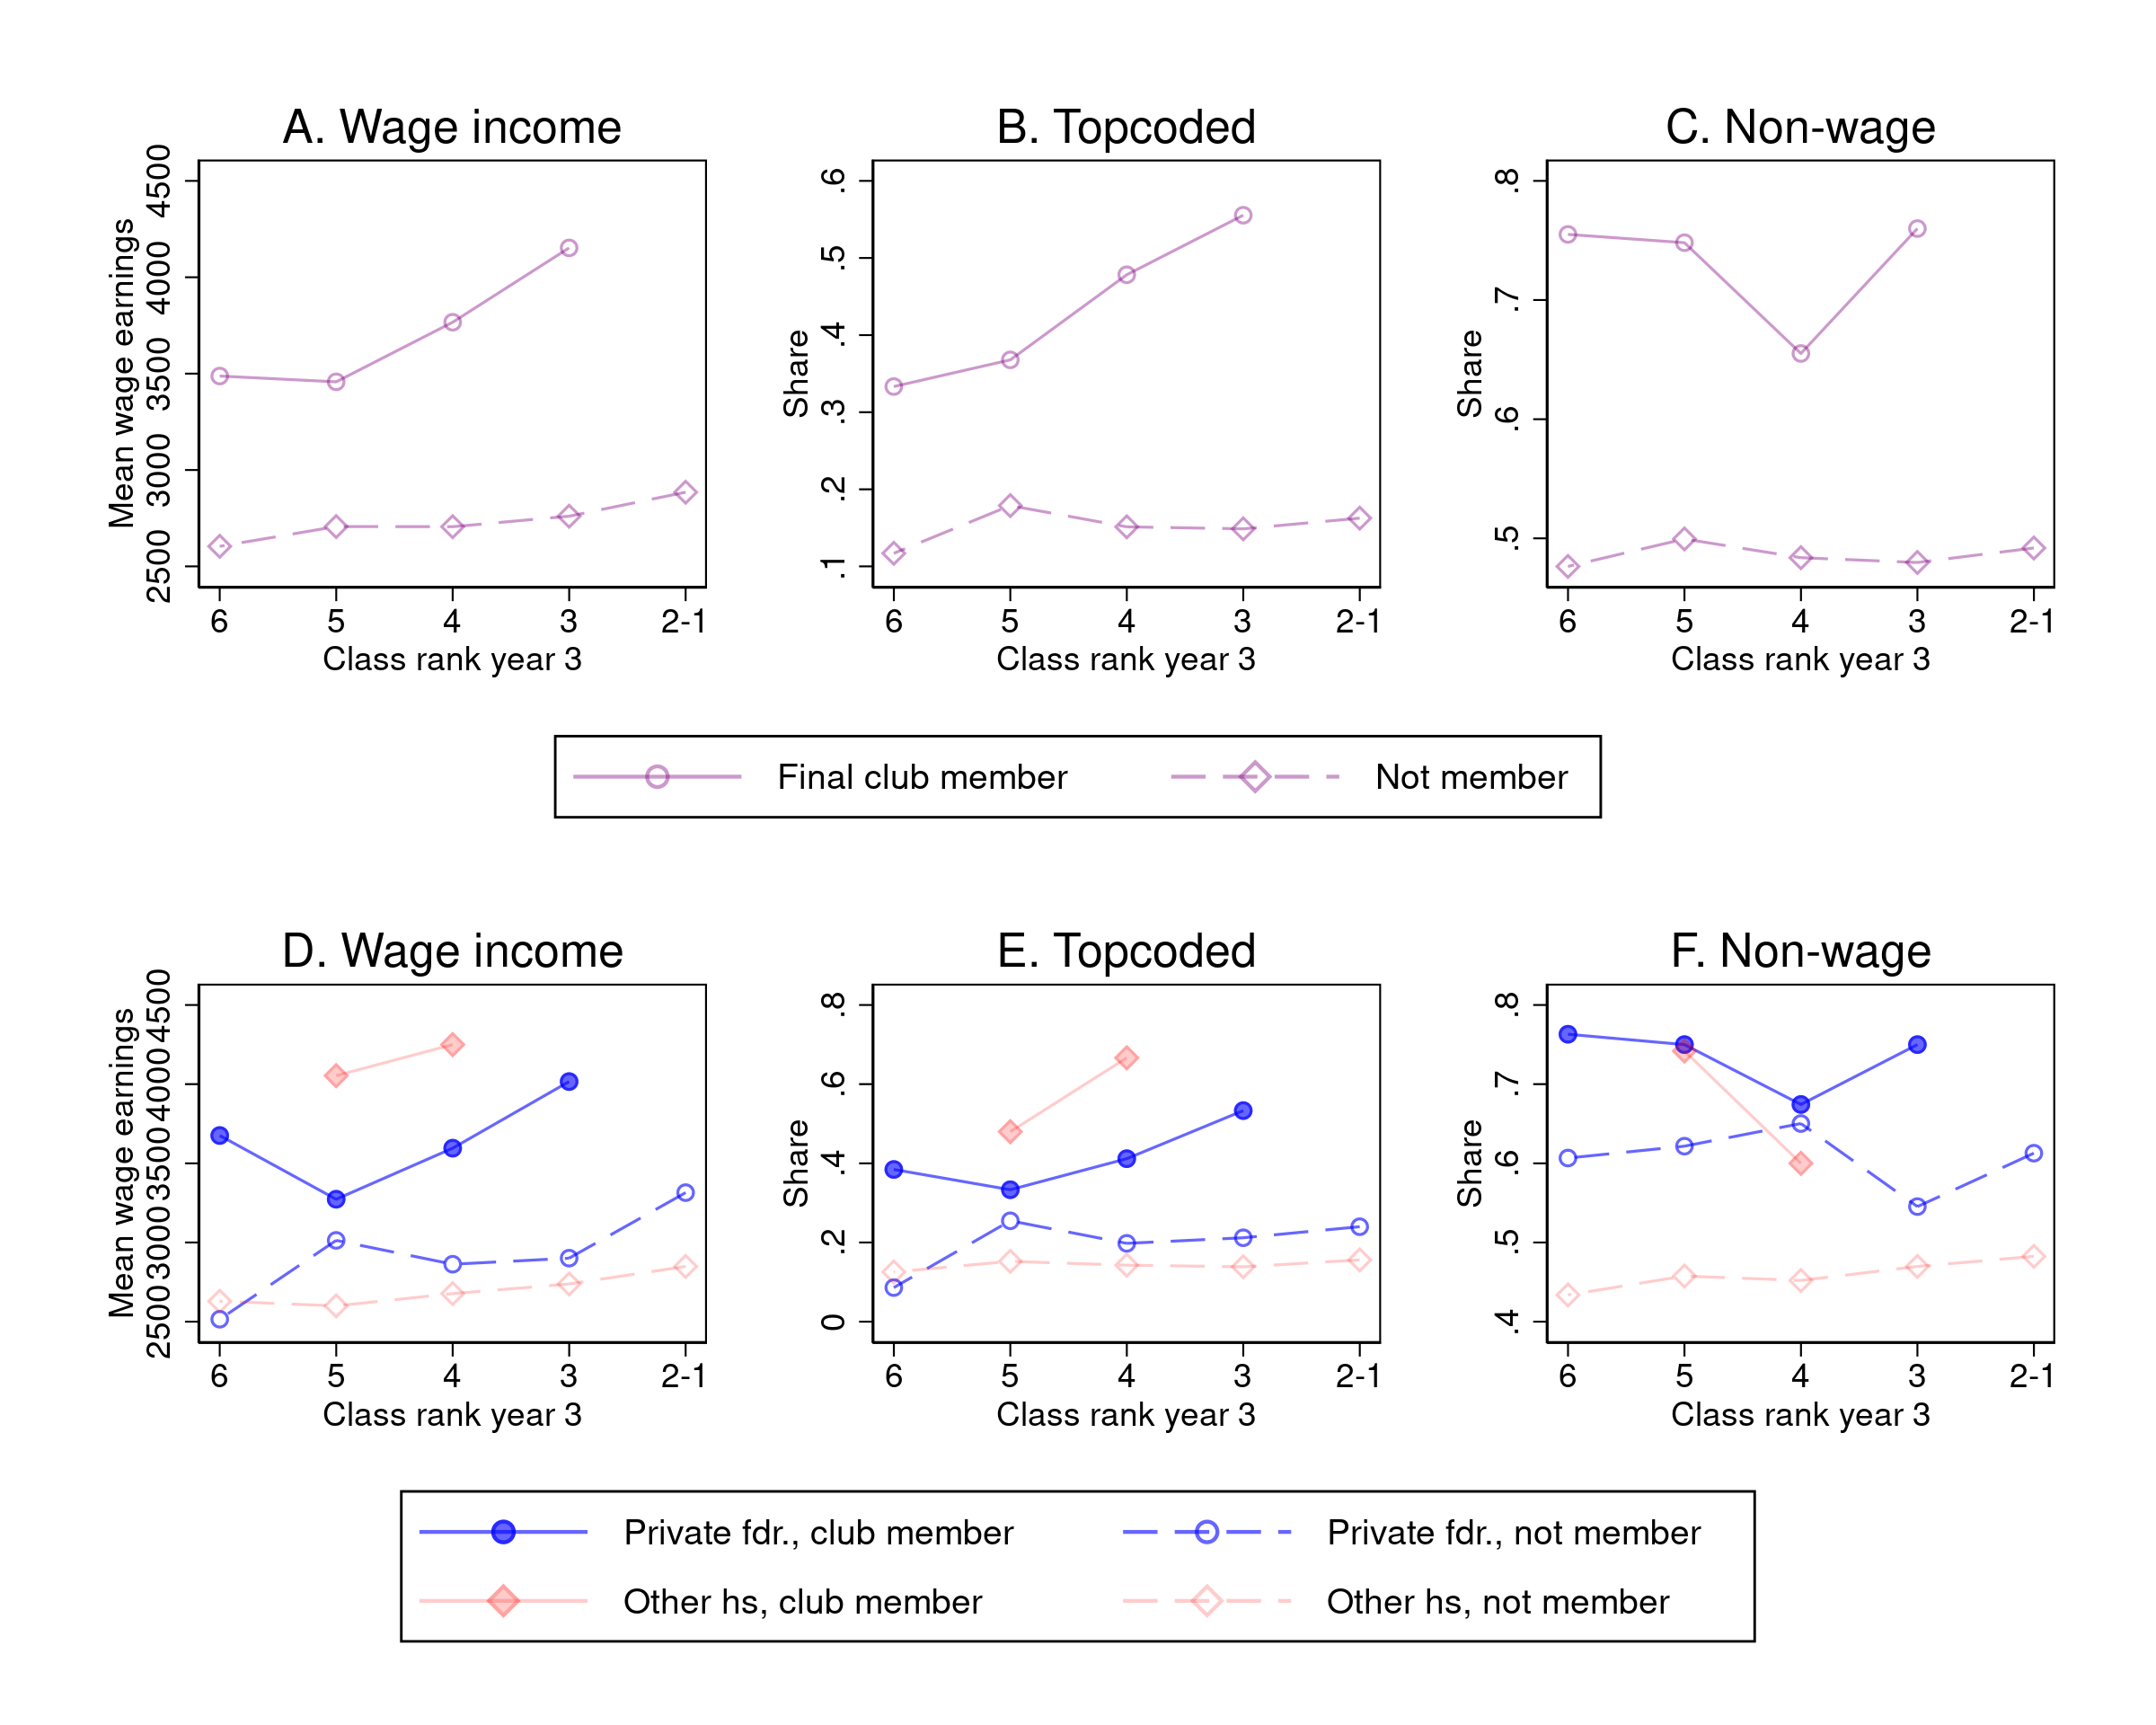 A. Wage income
Mean wage earnings
2500 3000 3500 4000 4500
6 5 4 3 2-1
Class rank year 3
B. Topcoded
Share
.1 .2 .3 .4 .5 .6
6 5 4 3 2-1
Class rank year 3
C. Non-wage
Share
.5 .6 .7 .8
6 5 4 3 2-1
Class rank year 3
Final club member
Not member
D. Wage income
Mean wage earnings
2500 3000 3500 4000 4500
6 5 4 3 2-1
Class rank year 3
E. Topcoded
Share
0 .2 .4 .6 .8
6 5 4 3 2-1
Class rank year 3
F. Non-wage
Share
.4 .5 .6 .7 .8
6 5 4 3 2-1
Class rank year 3
Private fdr., club member
Private fdr., not member
Other hs, club member
Other hs, not member